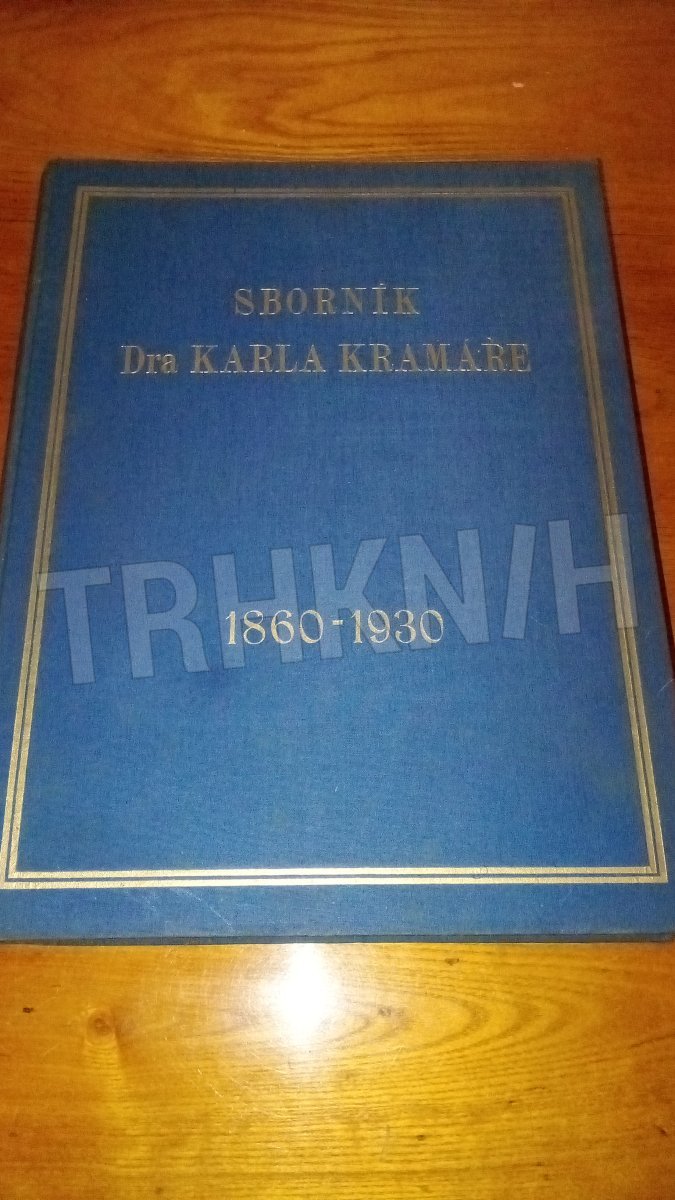 SBORNÍK
Dra KARLA KRAMÁŘE
TRHKNIH
1860-1930